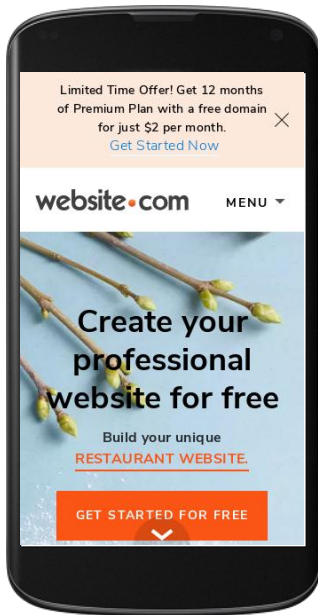 Limited Time Offer! Get 12 months
of Premium Plan with a free domain
for just $2 per month.
Get Started Now
website.com
MENU
Create your
professional
website for free
Build your unique
RESTAURANT WEBSITE.
GET STARTED FOR FREE